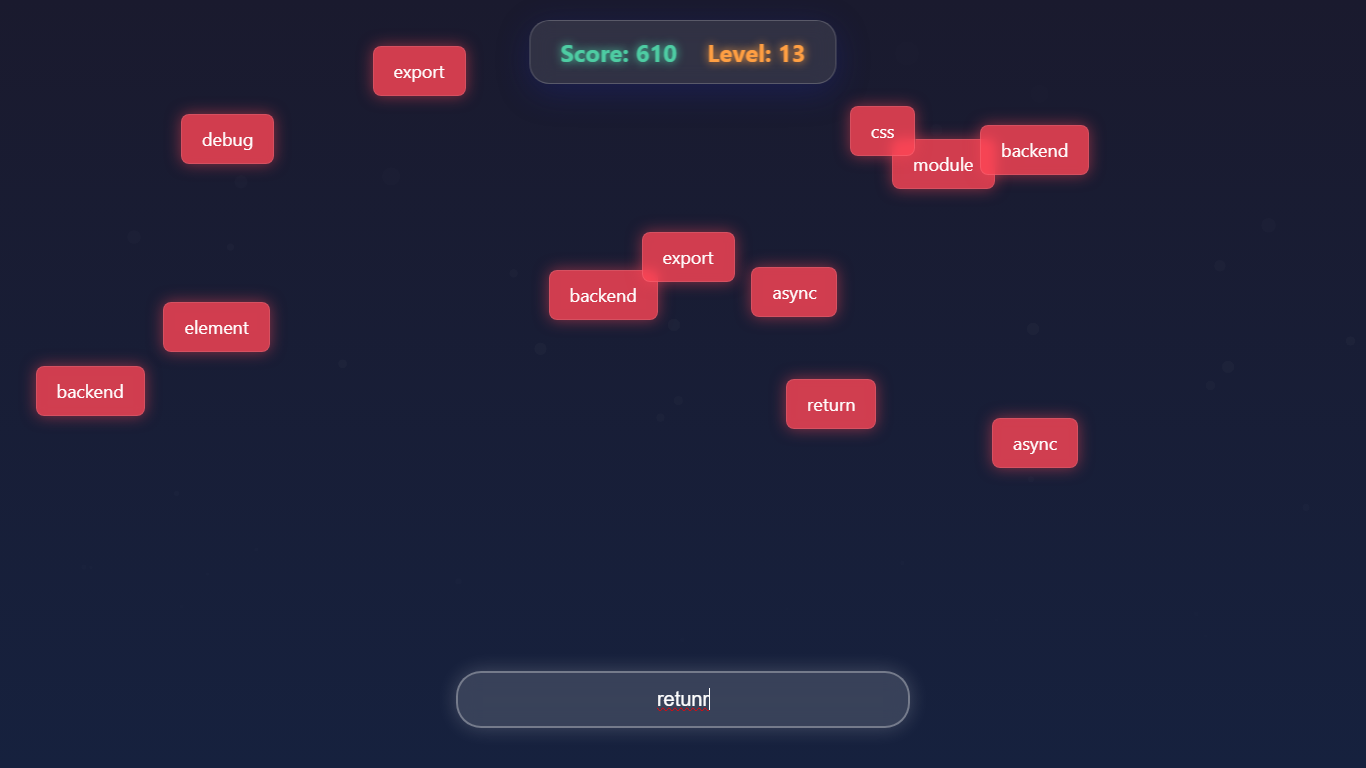 Score: 610 Level: 13
export
debug
css
backend
module
export
async
backend
element
backend
return
async
retunr